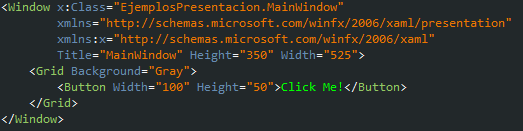 <Window x:Class="EjemplosPresentacion.MainWindow"
xmlns="http://schemas.microsoft.com/winfx/2006/xaml/presentation"
xmlns:x="http://schemas.microsoft.com/winfx/2006/xaml"
Title="MainWindow" Height="350" Width="525">
<Grid Background="Gray">
<Button Width="100" Height="50">Click Me!</Button>
</Grid>
</Window>